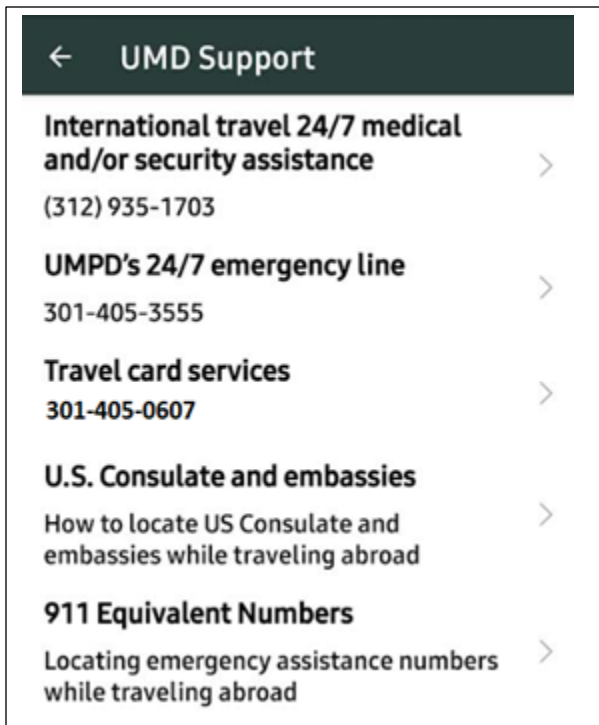 UMD Support
International travel 24/7 medical
and/or security assistance
(312) 935-1703
UMPD's 24/7 emergency line
301-405-3555
Travel card services
301-405-0607
U.S. Consulate and embassies
How to locate US Consulate and
embassies while traveling abroad
911 Equivalent Numbers
Locating emergency assistance numbers
while traveling abroad